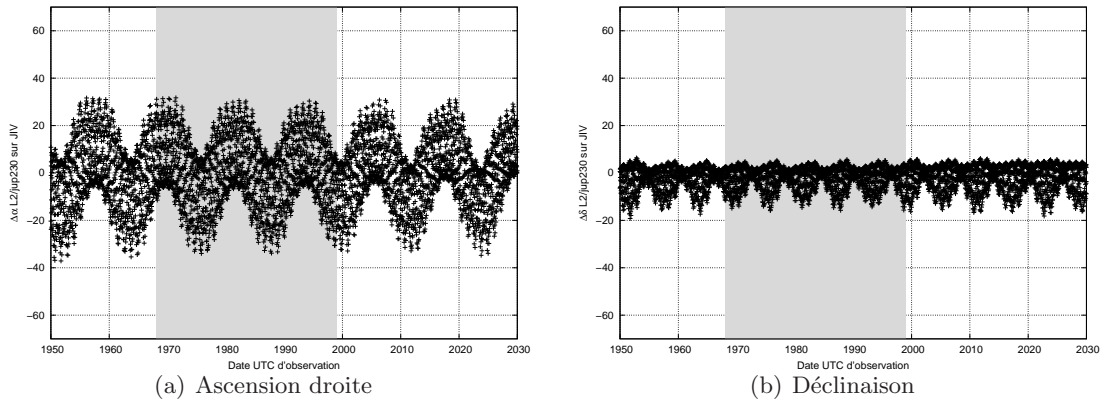 60
40
20
0
−20
−40
−60
1950 1960 1970 1980 1990 2000 2010 2020 2030
Δα L2/jup230 sur JIV
Date UTC d'observation
(a) Ascension droite
60
40
20
0
−20
−40
−60
1950 1960 1970 1980 1990 2000 2010 2020 2030
Δδ L2/jup230 sur JIV
Date UTC d'observation
(b) Déclinaison